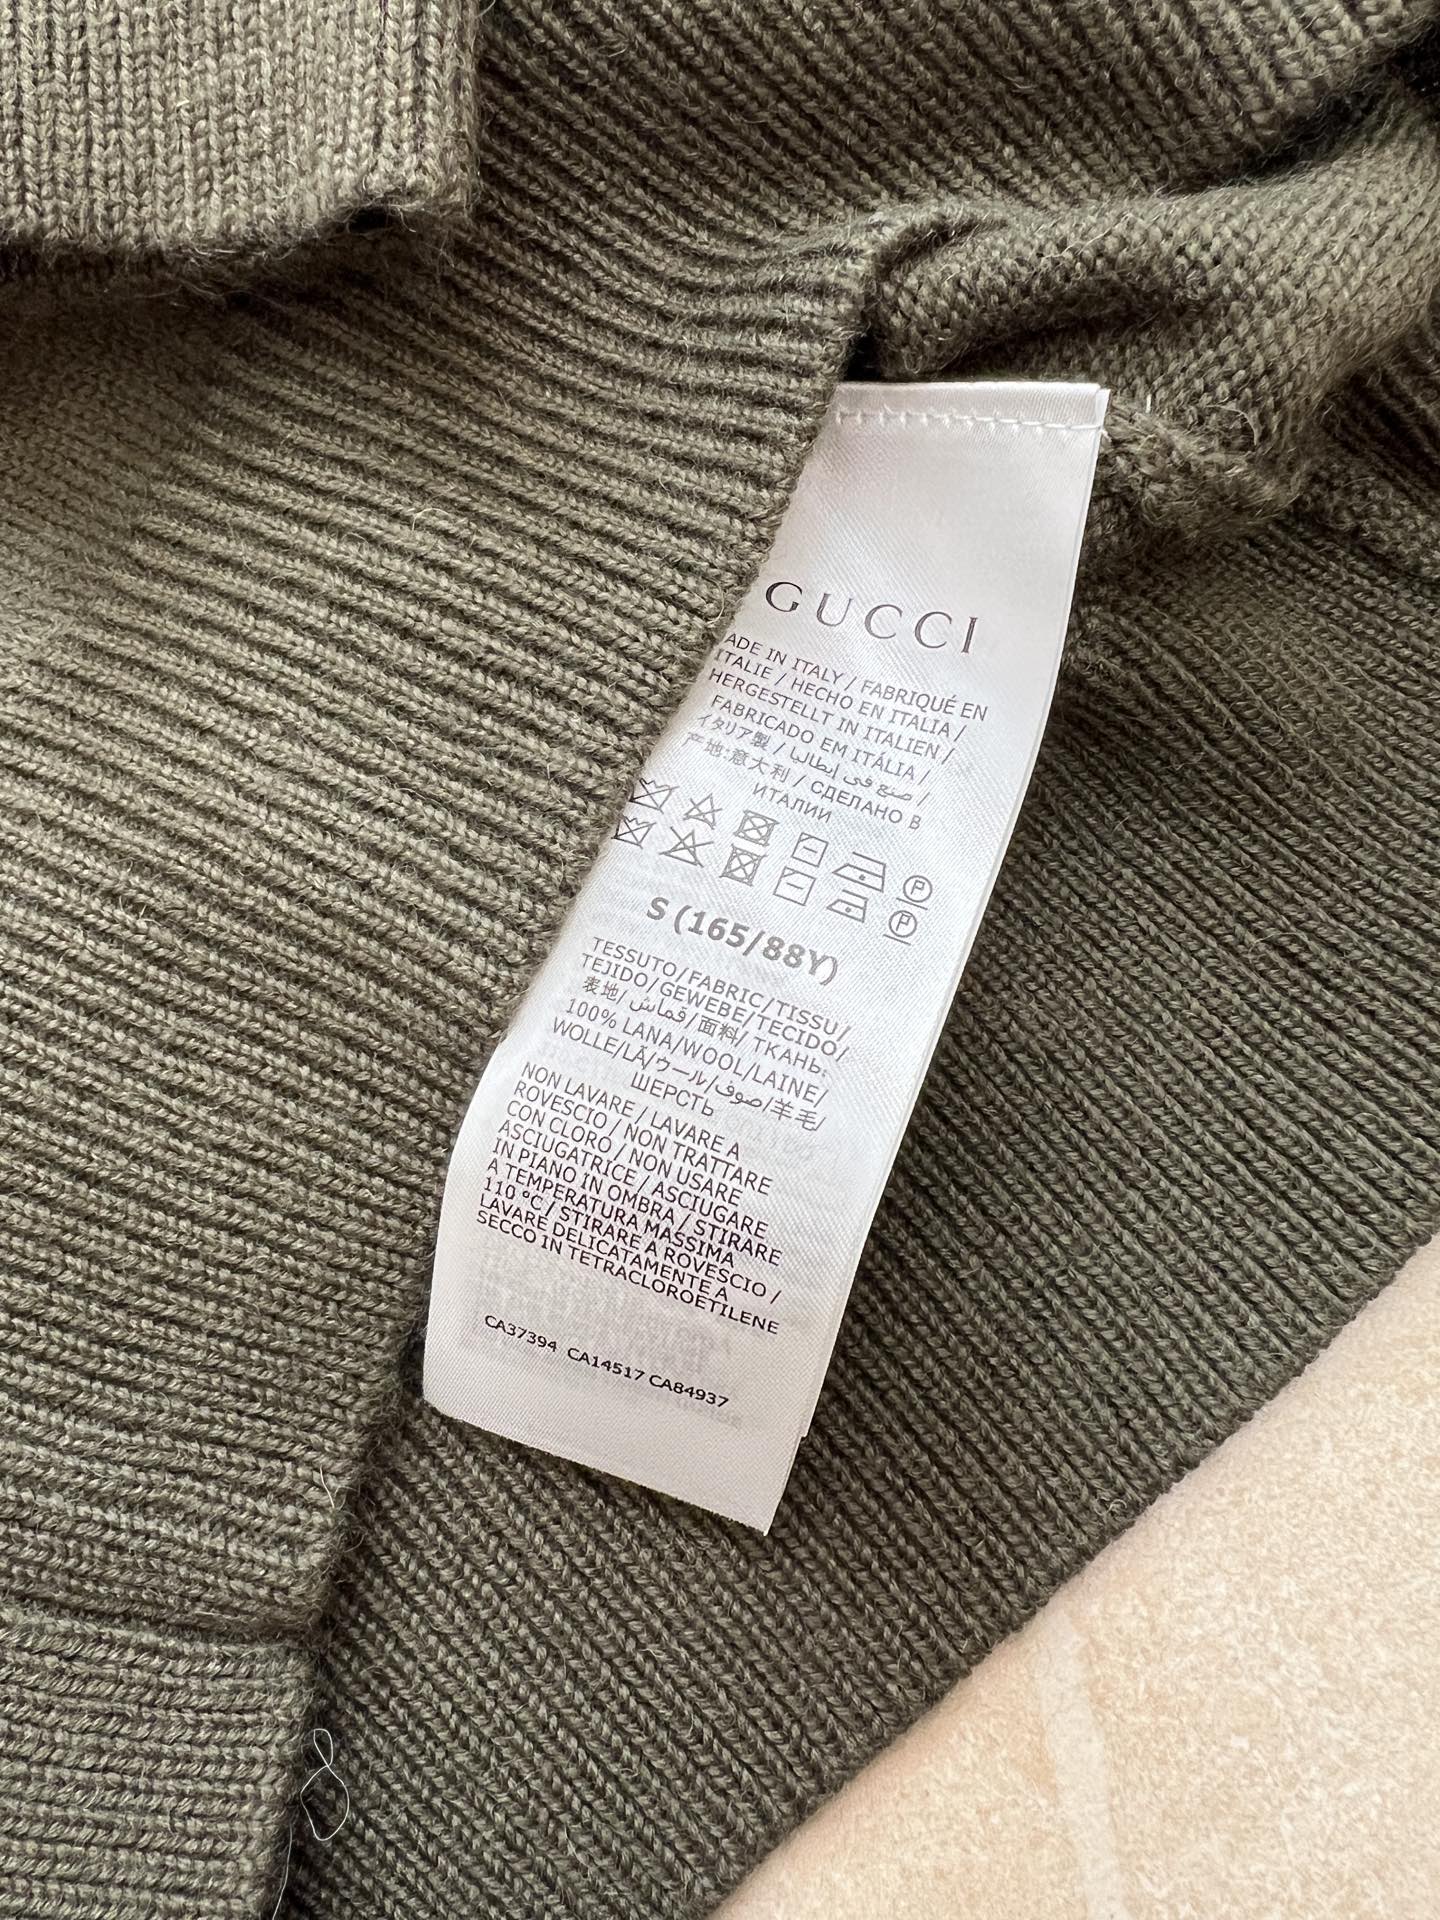 GUCCI
ADE IN ITALY / FABRIQUÉ EN
ITALIE / HECHO EN ITALIA /
HERGESTELLT IN ITALIEN /
FABRICADO EM ITÁLIA /
イタリア製 / صنع في إيطاليا /
产地:意大利 / СДЕЛАНО В
ИТАЛИИ
P
P
S (165/88Y)
TESSUTO/FABRIC/TISSU/
TEJIDO/GEWEBE/TECIDO/
表地/قماش/面料/ТКАНЬ:
100% LANA/WOOL/LAINE/
WOLLE/LÃ/ウール/صوف/羊毛/
ШЕРСТЬ
NON LAVARE / LAVARE A
ROVESCIO / NON TRATTARE
CON CLORO / NON USARE
ASCIUGATRICE / ASCIUGARE
IN PIANO IN OMBRA / STIRARE
A TEMPERATURA MASSIMA
110 °C / STIRARE A ROVESCIO /
LAVARE DELICATAMENTE A
SECCO IN TETRACLOROETILENE
CA37394 CA14517 CA84937